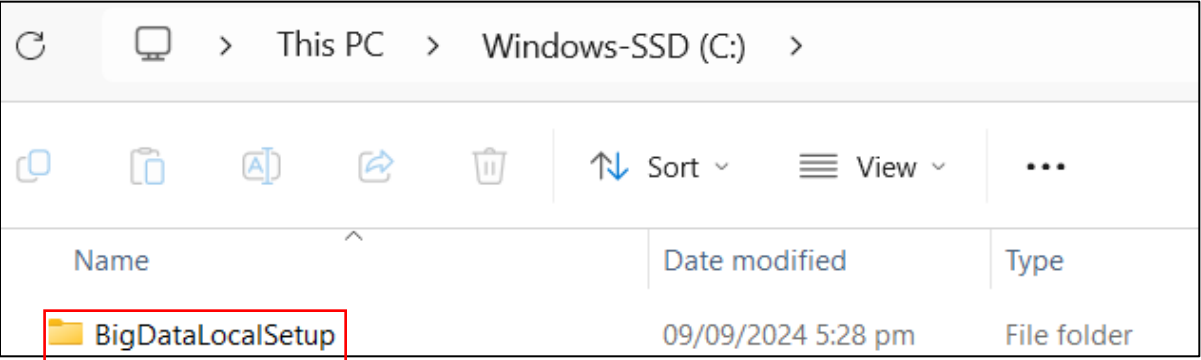 This PC > Windows-SSD (C:) >
Sort View
Name Date modified Type
BigDataLocalSetup 09/09/2024 5:28 pm File folder